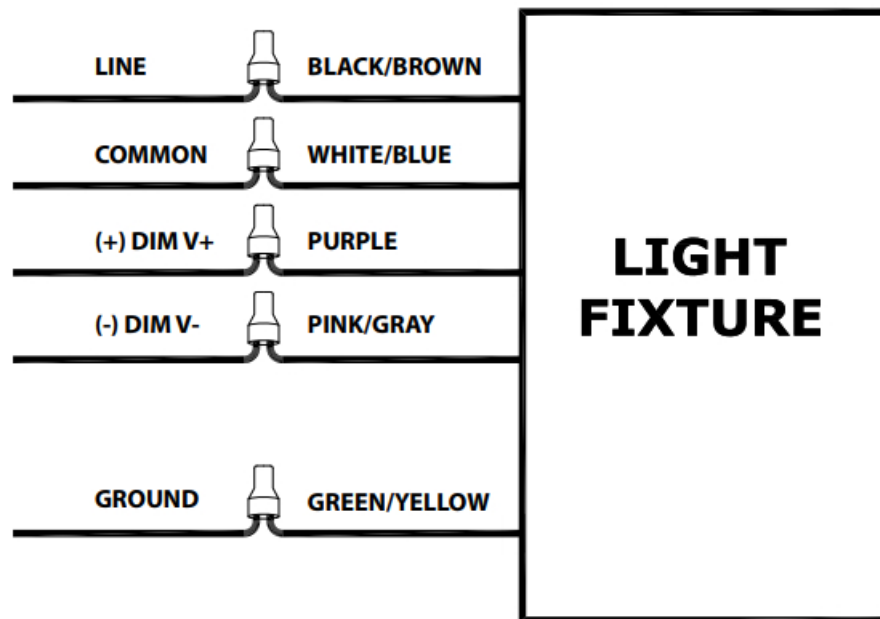 LINE BLACK/BROWN
COMMON WHITE/BLUE
(+) DIM V+ PURPLE
(-) DIM V- PINK/GRAY
GROUND GREEN/YELLOW
LIGHT
FIXTURE